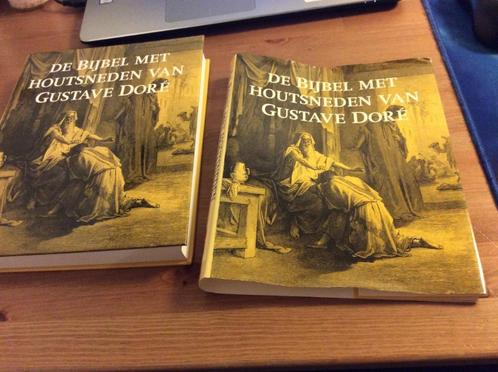 DE BIJBEL MET
HOUTSNEDEN VAN
GUSTAVE DORÉ
DE BIJBEL MET
HOUTSNEDEN VAN
GUSTAVE DORÉ